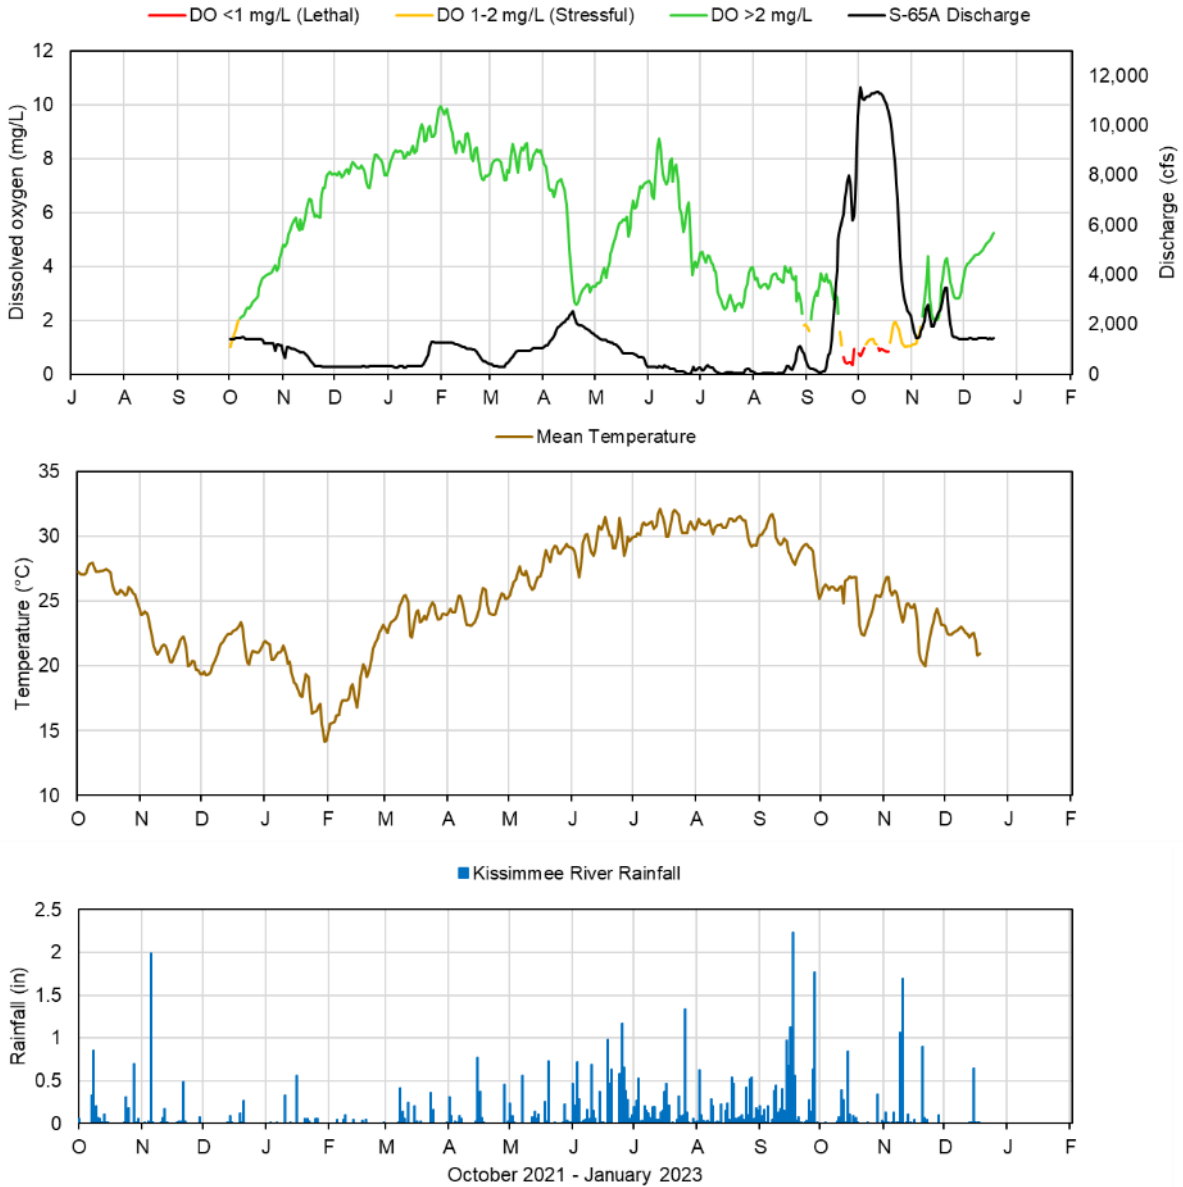 DO <1 mg/L (Lethal) DO 1-2 mg/L (Stressful) DO >2 mg/L S-65A Discharge
Dissolved oxygen (mg/L)
12
10
8
6
4
2
0
12,000
10,000
8,000
6,000
4,000
2,000
0
Discharge (cfs)
J A S O N D J F M A M J J A S O N D J F
Mean Temperature
Temperature (°C)
35
30
25
20
15
10
O N D J F M A M J J A S O N D J F
Kissimmee River Rainfall
Rainfall (in)
2.5
2
1.5
1
0.5
0
O N D J F M A M J J A S O N D J F
October 2021 - January 2023